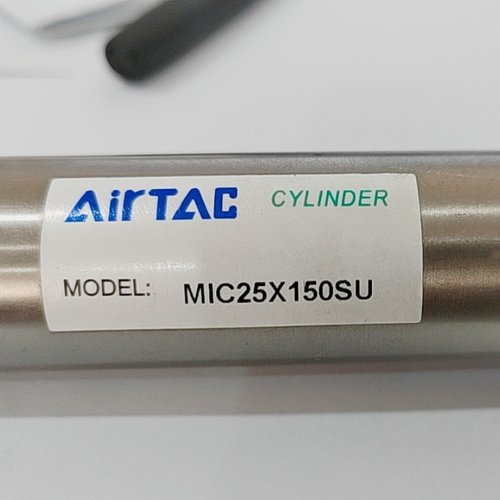 AirTAC CYLINDER
MODEL: MIC25X150SU